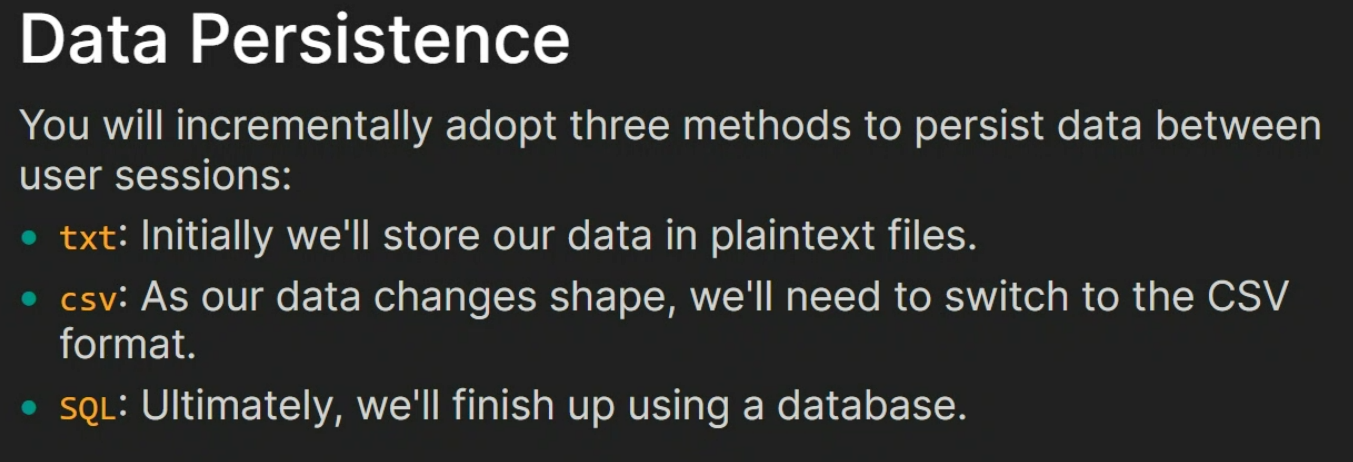 Data Persistence
You will incrementally adopt three methods to persist data between
user sessions:
• txt: Initially we'll store our data in plaintext files.
• csv: As our data changes shape, we'll need to switch to the CSV
format.
• SQL: Ultimately, we'll finish up using a database.